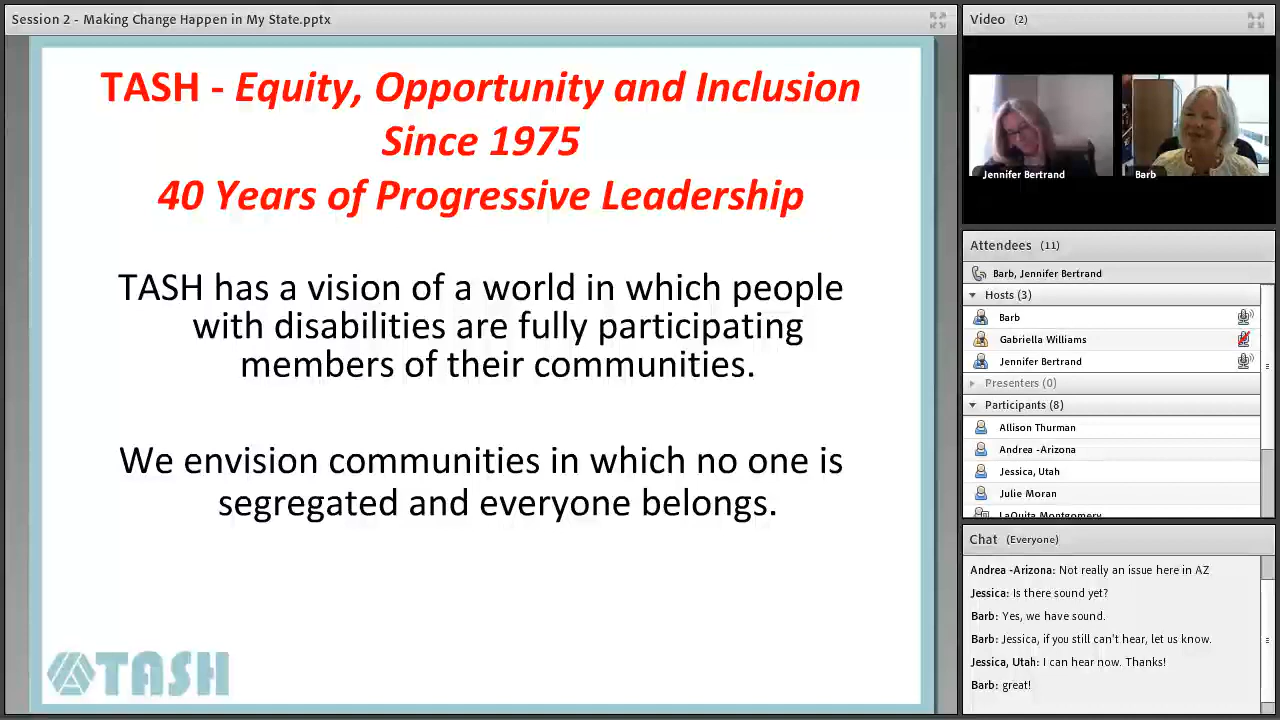 Session 2 - Making Change Happen in My State.pptx
TASH - Equity, Opportunity and Inclusion
Since 1975
40 Years of Progressive Leadership
TASH has a vision of a world in which people
with disabilities are fully participating
members of their communities.
We envision communities in which no one is
segregated and everyone belongs.
TASH
Video (2)
Jennifer Bertrand
Barb
Attendees (11)
Barb, Jennifer Bertrand
Hosts (3)
Barb
Gabriella Williams
Jennifer Bertrand
Presenters (0)
Participants (8)
Allison Thurman
Andrea -Arizona
Jessica, Utah
Julie Moran
LaQuita Montgomery
Chat (Everyone)
Andrea -Arizona: Not really an issue here in AZ
Jessica: Is there sound yet?
Barb: Yes, we have sound.
Barb: Jessica, if you still can't hear, let us know.
Jessica, Utah: I can hear now. Thanks!
Barb: great!